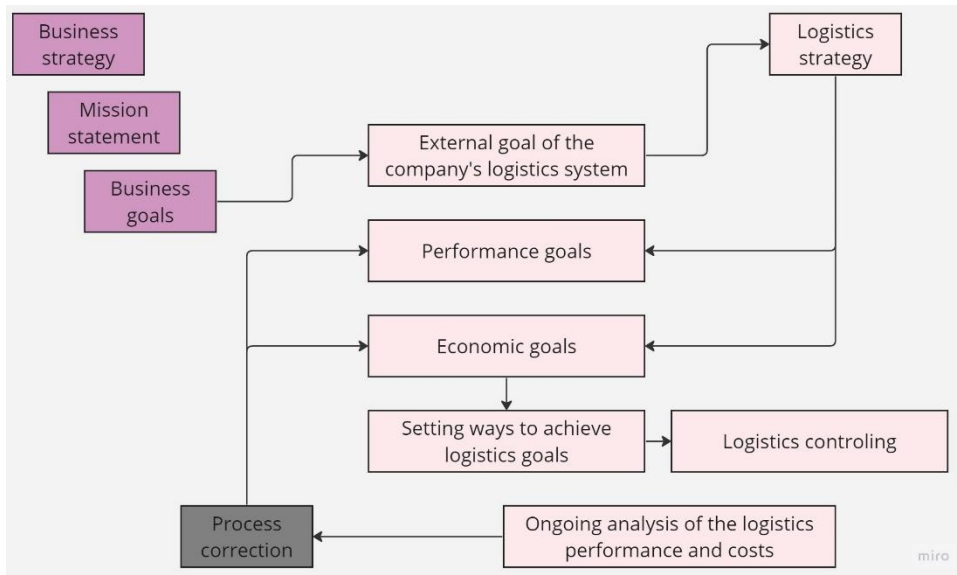 Business
strategy
Logistics
strategy
Mission
statement
External goal of the
company's logistics system
Business
goals
Performance goals
Economic goals
Setting ways to achieve
logistics goals
Logistics controling
Process
correction
Ongoing analysis of the logistics
performance and costs
miro